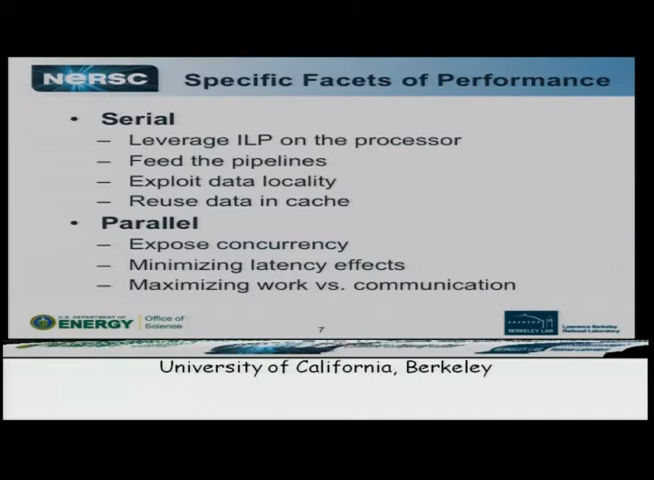 NERSC
Specific Facets of Performance
• Serial
– Leverage ILP on the processor
– Feed the pipelines
– Exploit data locality
– Reuse data in cache
• Parallel
– Expose concurrency
– Minimizing latency effects
– Maximizing work vs. communication
U.S. DEPARTMENT OF
ENERGY
Office of
Science
7
BERKELEY LAB
Lawrence Berkeley
National Laboratory
University of California, Berkeley